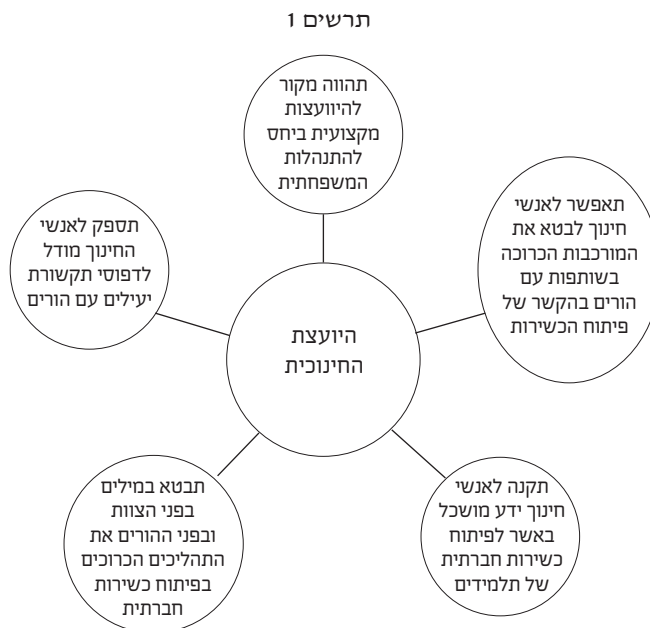 תרשים 1
תהווה מקור
להיוועצות
מקצועית ביחס
להתנהלות
המשפחתית
תאפשר לאנשי
חינוך לבטא את
המורכבות הכרוכה
בשותפות עם
הורים בהקשר של
פיתוח הכשירות
תספק לאנשי
החינוך מודל
לדפוסי תקשורת
יעילים עם הורים
היועצת
החינוכית
תבטא במילים
בפני הצוות
ובפני ההורים את
התהליכים הכרוכים
בפיתוח כשירות
חברתית
תקנה לאנשי
חינוך ידע מושכל
באשר לפיתוח
כשירות חברתית
של תלמידים